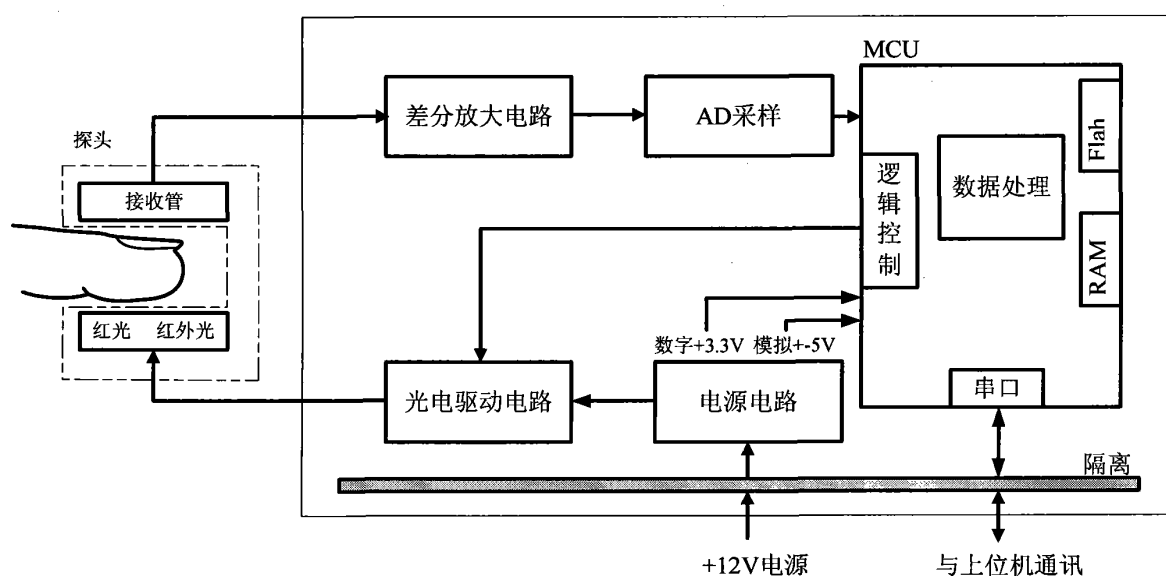 MCU
差分放大电路
AD采样
Flah
探头
接收管
逻辑控制
数据处理
RAM
红光 红外光
数字+3.3V 模拟+-5V
光电驱动电路
电源电路
串口
隔离
+12V电源
与上位机通讯